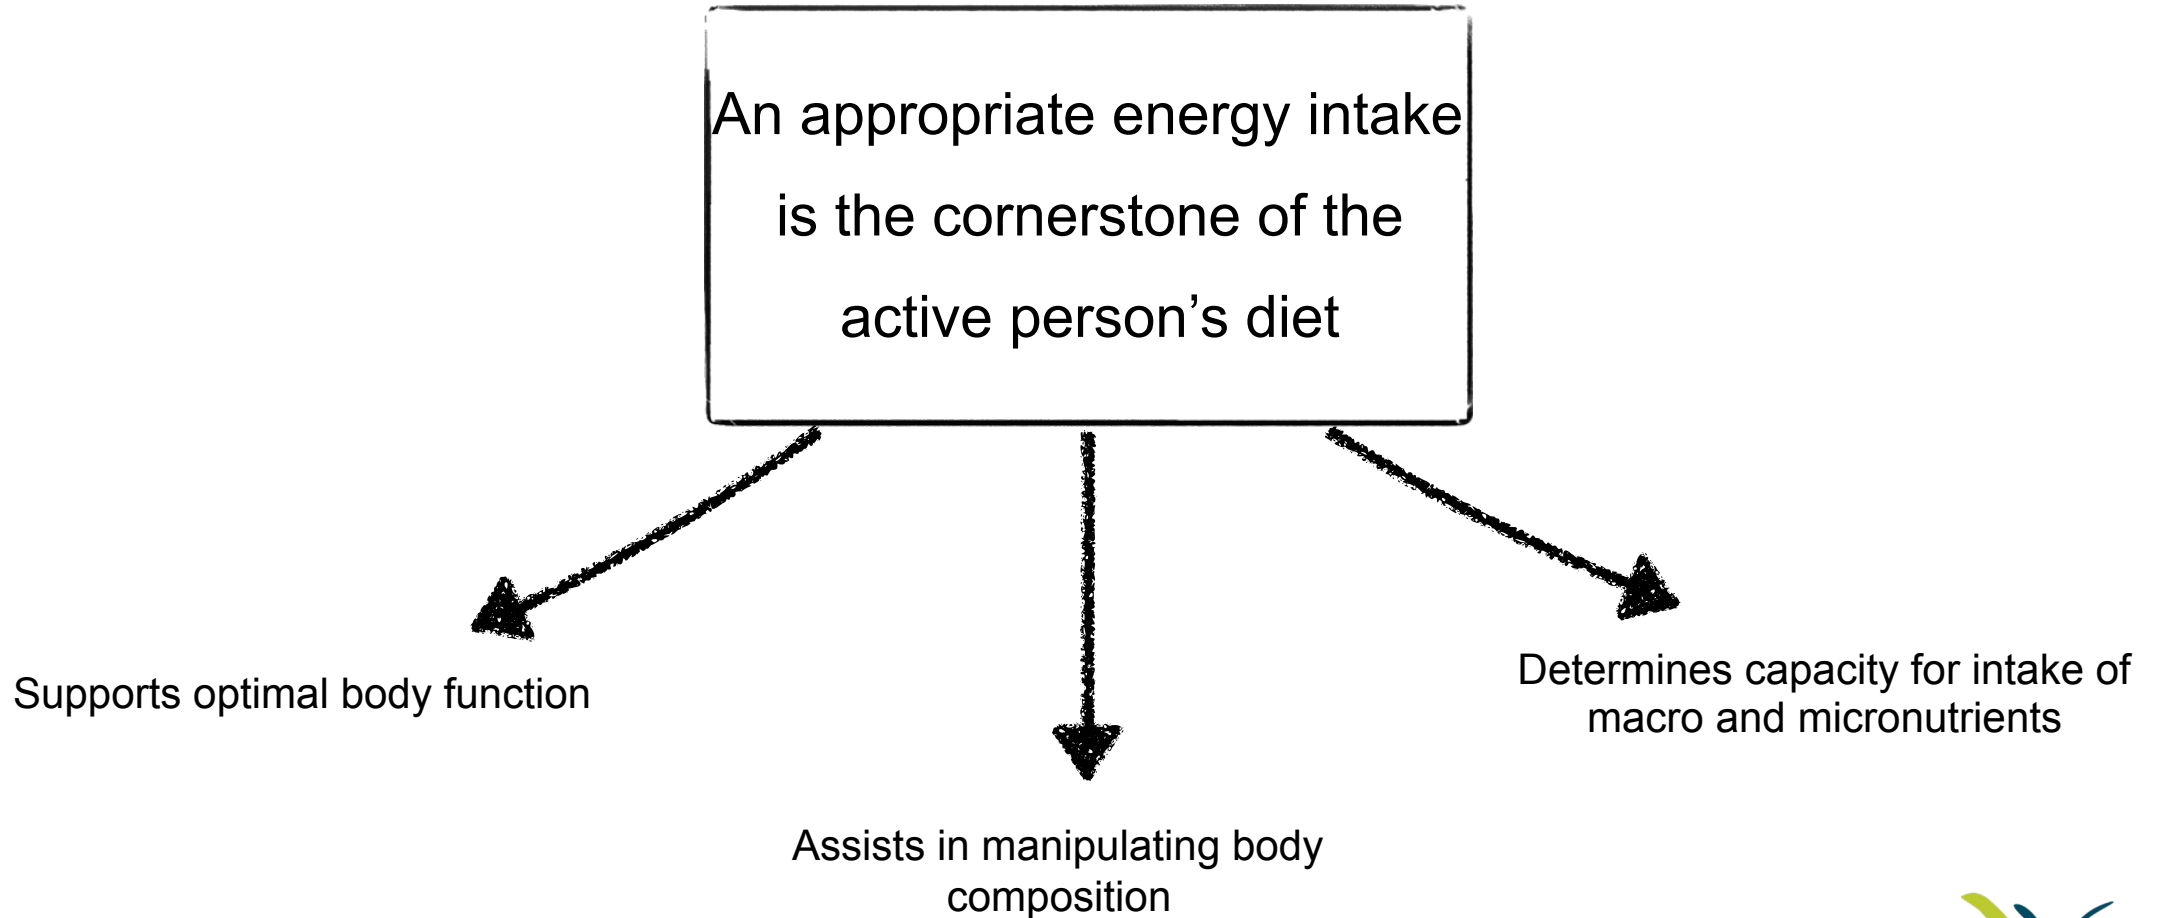 An appropriate energy intake
is the cornerstone of the
active person’s diet
Supports optimal body function
Determines capacity for intake of
macro and micronutrients
Assists in manipulating body
composition